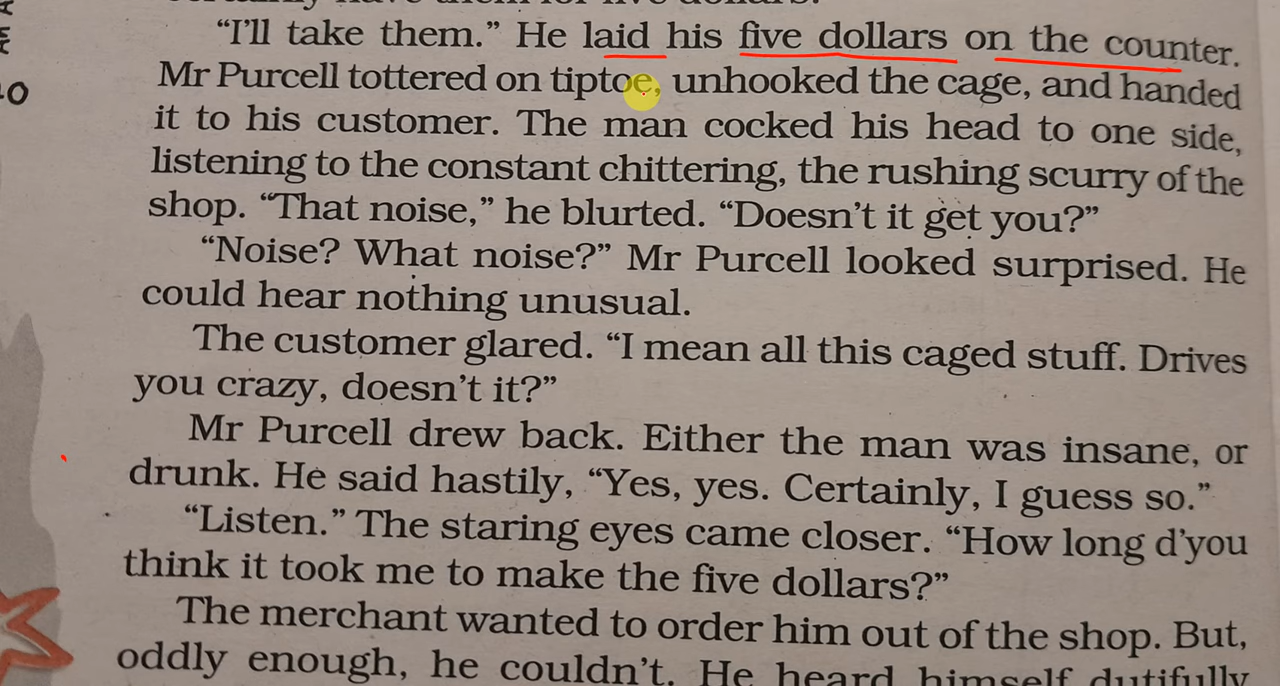 "I'll take them." He laid his five dollars on the counter.
Mr Purcell tottered on tiptoe, unhooked the cage, and handed
it to his customer. The man cocked his head to one side,
listening to the constant chittering, the rushing scurry of the
shop. "That noise," he blurted. "Doesn't it get you?"
"Noise? What noise?" Mr Purcell looked surprised. He
could hear nothing unusual.
The customer glared. "I mean all this caged stuff. Drives
you crazy, doesn't it?"
Mr Purcell drew back. Either the man was insane, or
drunk. He said hastily, "Yes, yes. Certainly, I guess so."
"Listen." The staring eyes came closer. "How long d'you
think it took me to make the five dollars?"
The merchant wanted to order him out of the shop. But,
oddly enough, he couldn't. He heard himself dutifully